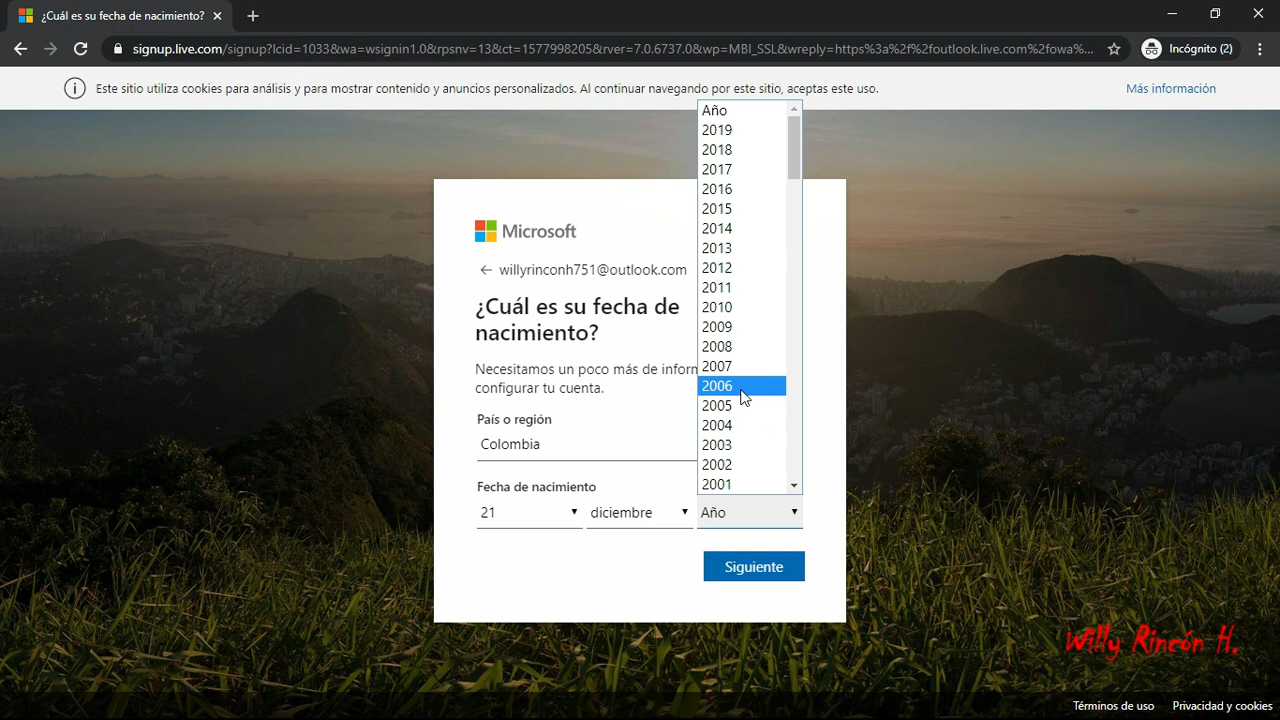 ¿Cuál es su fecha de nacimiento?
signup.live.com/signup?lcid=1033&wa=wsignin1.0&rpsnv=13&ct=1577998205&rver=7.0.6737.0&wp=MBI_SSL&wreply=https%3a%2f%2foutlook.live.com%2fowa%...
Incógnito (2)
Este sitio utiliza cookies para análisis y para mostrar contenido y anuncios personalizados. Al continuar navegando por este sitio, aceptas este uso.
Más información
Microsoft
willyrinconh751@outlook.com
¿Cuál es su fecha de
nacimiento?
Necesitamos un poco más de
configurar tu cuenta.
País o región
Colombia
Fecha de nacimiento
21
diciembre
Año
Año
2019
2018
2017
2016
2015
2014
2013
2012
2011
2010
2009
2008
2007
2006
2005
2004
2003
2002
2001
Siguiente
Willy Rincón H.
Términos de uso
Privacidad y cookies